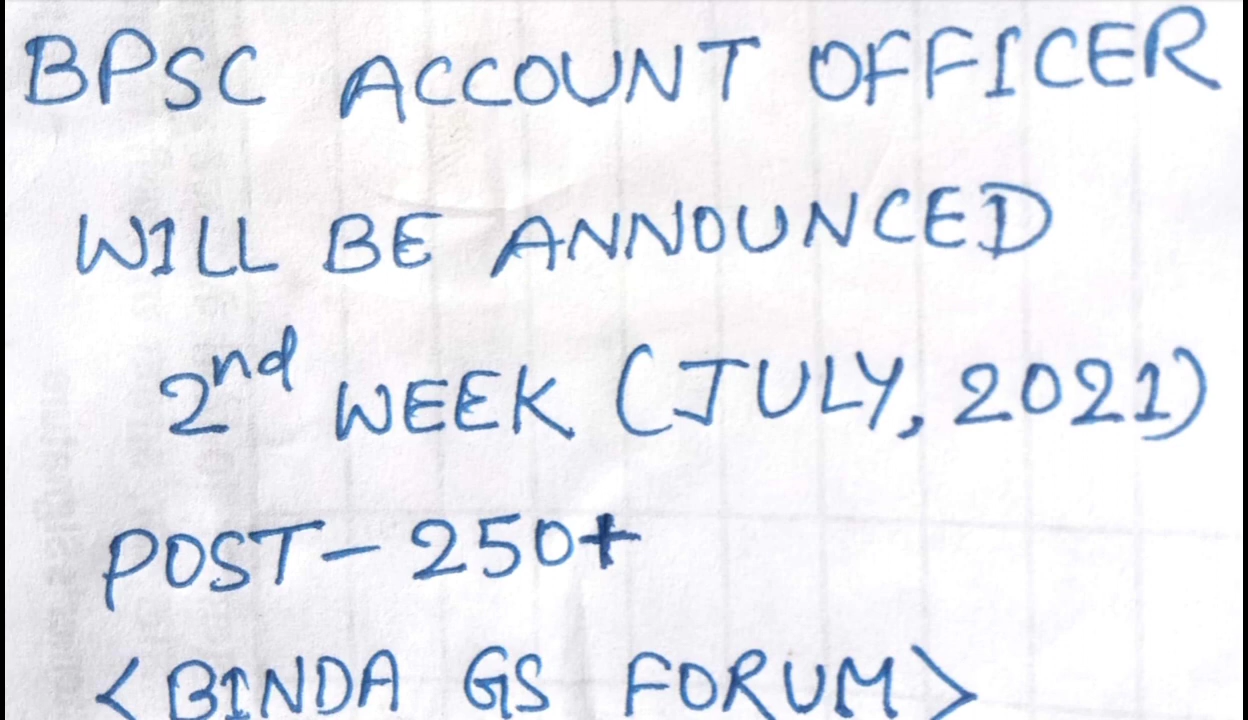 BPSC ACCOUNT OFFICER
WILL BE ANNOUNCED
2nd WEEK (JULY, 2021)
POST - 250+
<BINDA GS FORUM>